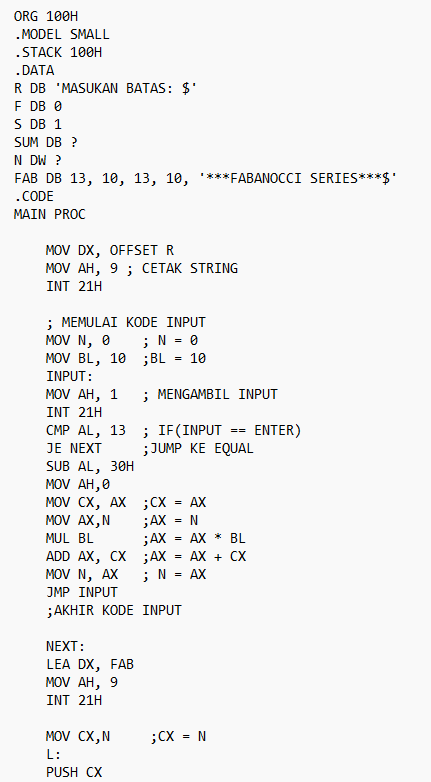 ORG 100H
.MODEL SMALL
.STACK 100H
.DATA
R DB 'MASUKAN BATAS: $'
F DB 0
S DB 1
SUM DB ?
N DW ?
FAB DB 13, 10, 13, 10, '***FABANOCCI SERIES***$'
.CODE
MAIN PROC

    MOV DX, OFFSET R
    MOV AH, 9 ; CETAK STRING
    INT 21H

    ; MEMULAI KODE INPUT
    MOV N, 0    ; N = 0
    MOV BL, 10  ;BL = 10
    INPUT:
    MOV AH, 1   ; MENGAMBIL INPUT
    INT 21H
    CMP AL, 13  ; IF(INPUT == ENTER)
    JE NEXT     ;JUMP KE EQUAL
    SUB AL, 30H
    MOV AH,0
    MOV CX, AX  ;CX = AX
    MOV AX,N    ;AX = N
    MUL BL      ;AX = AX * BL
    ADD AX, CX  ;AX = AX + CX
    MOV N, AX   ; N = AX
    JMP INPUT
    ;AKHIR KODE INPUT

    NEXT:
    LEA DX, FAB
    MOV AH, 9
    INT 21H

    MOV CX,N     ;CX = N
    L:
    PUSH CX